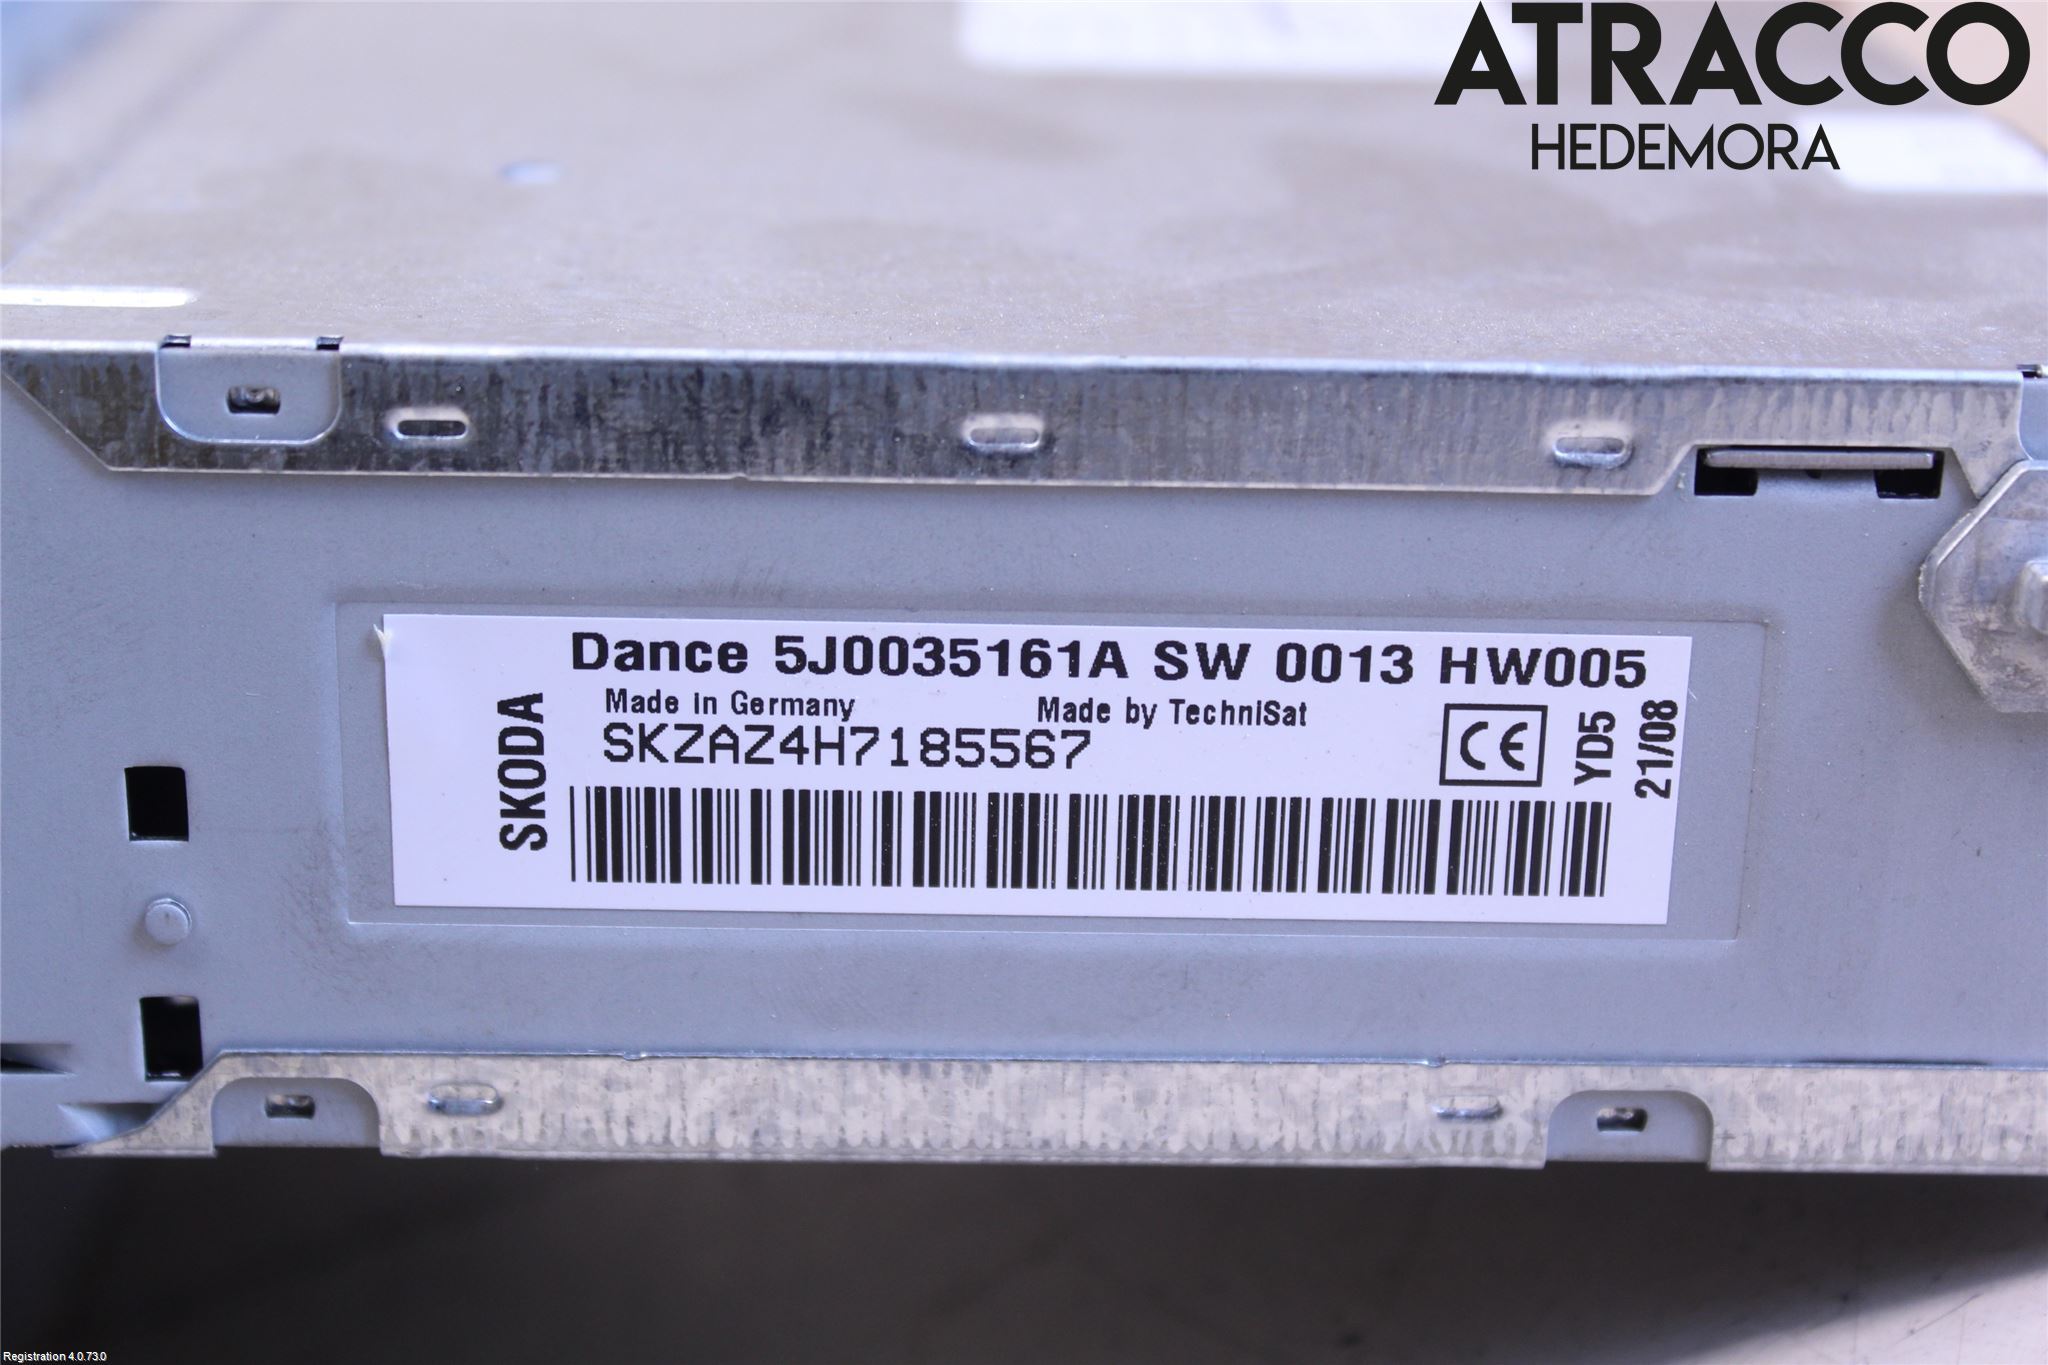 ATRACCO
HEDEMORA
Dance 5J0035161A SW 0013 HW005
Made in Germany Made by TechniSat
SKZAZ4H7185567
SKODA
CE
YD5
21/08
Registration 4.0.73.0